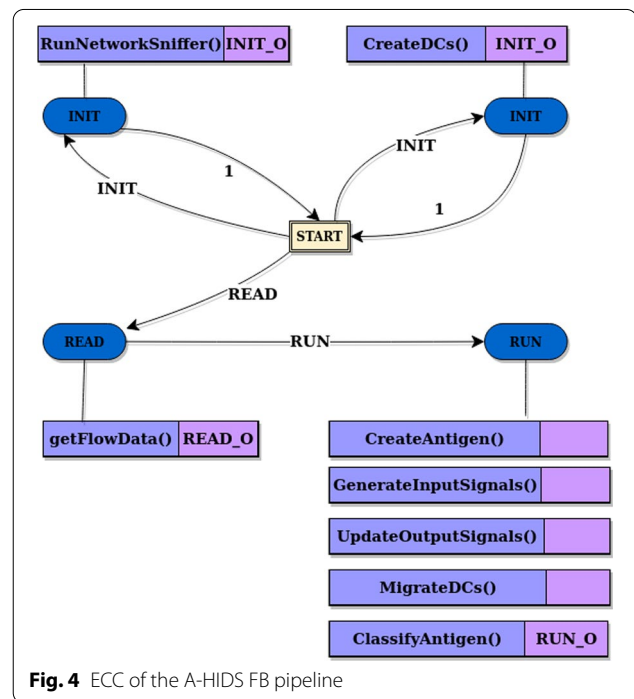 RunNetworkSniffer() INIT_O
CreateDCs() INIT_O
INIT
INIT
1
INIT
INIT
1
START
READ
READ
RUN
RUN
getFlowData() READ_O
CreateAntigen()
GenerateInputSignals()
UpdateOutputSignals()
MigrateDCs()
ClassifyAntigen() RUN_O
Fig. 4 ECC of the A-HIDS FB pipeline